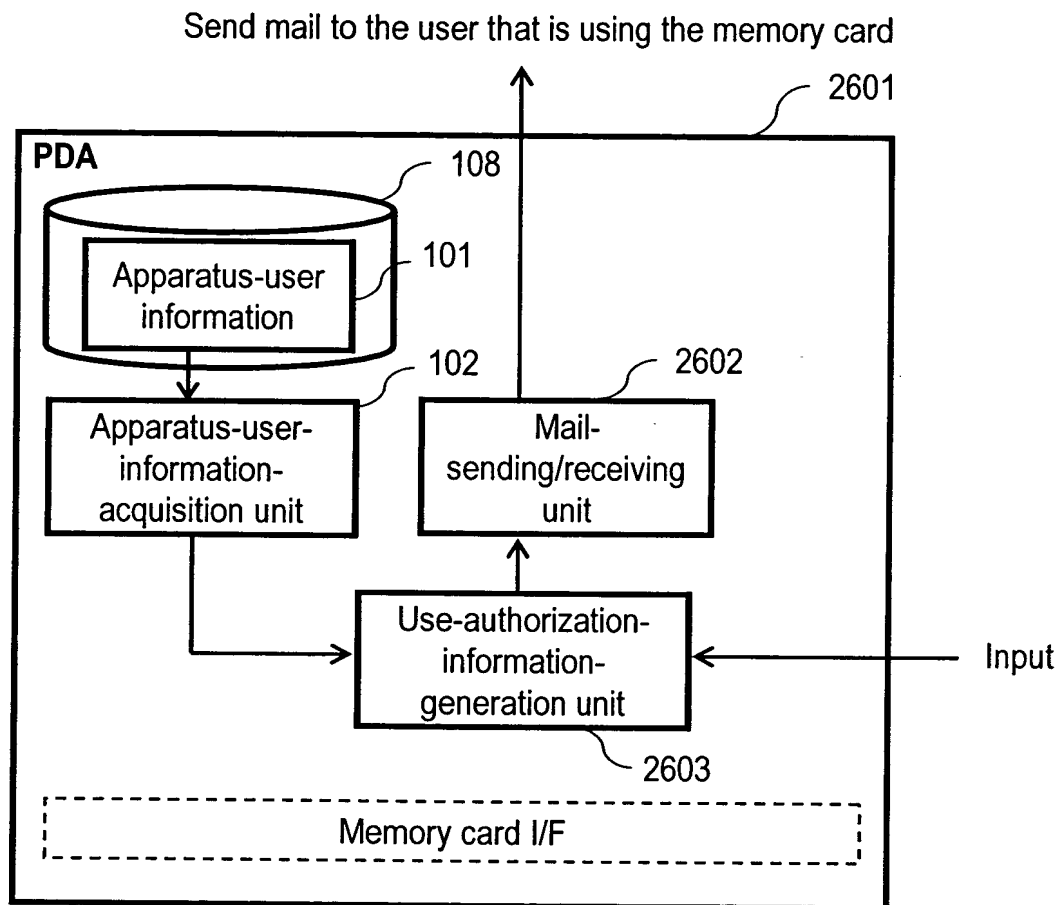 Send mail to the user that is using the memory card
2601
PDA
108
Apparatus-user
information
101
102
Apparatus-user-
information-
acquisition unit
2602
Mail-
sending/receiving
unit
Use-authorization-
information-
generation unit
Input
2603
Memory card I/F